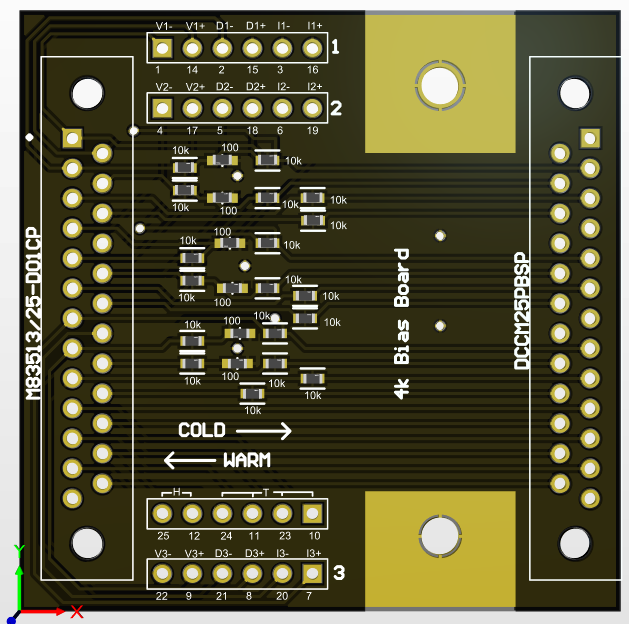 V1- V1+ D1- D1+ I1- I1+
1
1 14 2 15 3 16
V2- V2+ D2- D2+ I2- I2+
2
4 17 5 18 6 19
10k 100 10k
10k 100 10k 10k
10k
100 10k
10k
10k 100 10k 10k
10k
10k 100 10k
10k 100 10k 10k
10k
M83513/25-D01CP
4k Bias Board
DCCM25PBSP
COLD
WARM
H T
25 12 24 11 23 10
V3- V3+ D3- D3+ I3- I3+
3
22 9 21 8 20 7
Y
X